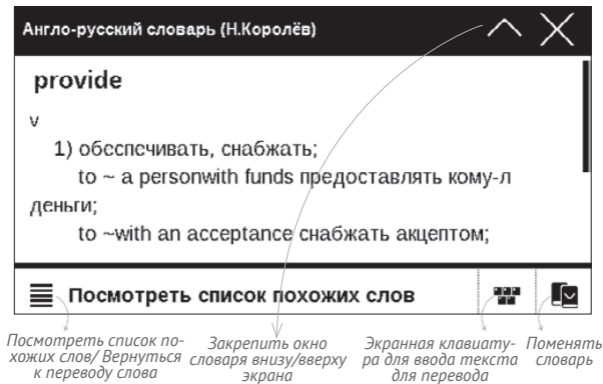 Англо-русский словарь (Н.Королёв)
provide
v
1) обеспечивать, снабжать;
to ~ a personwith funds предоставлять кому-л
деньги;
to ~with an acceptance снабжать акцептом;
Посмотреть список похожих слов
Посмотреть список по-
хожих слов/ Вернуться
к переводу слова
Закрепить окно
словаря внизу/вверху
экрана
Экранная клавиату-
ра для ввода текста
для перевода
Поменять
словарь